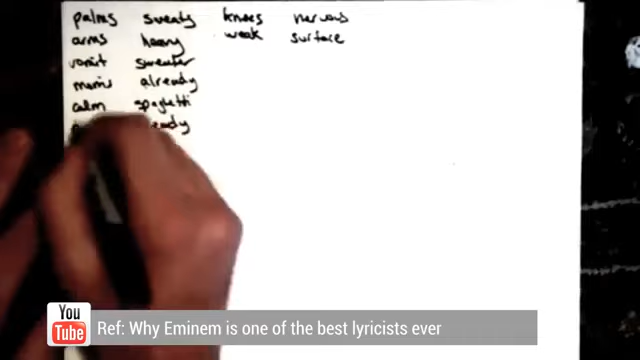 palms sweaty knees nervous
arms heavy weak surface
vomit sweater
mom's already
calm spaghetti
ready
You
Tube
Ref: Why Eminem is one of the best lyricists ever